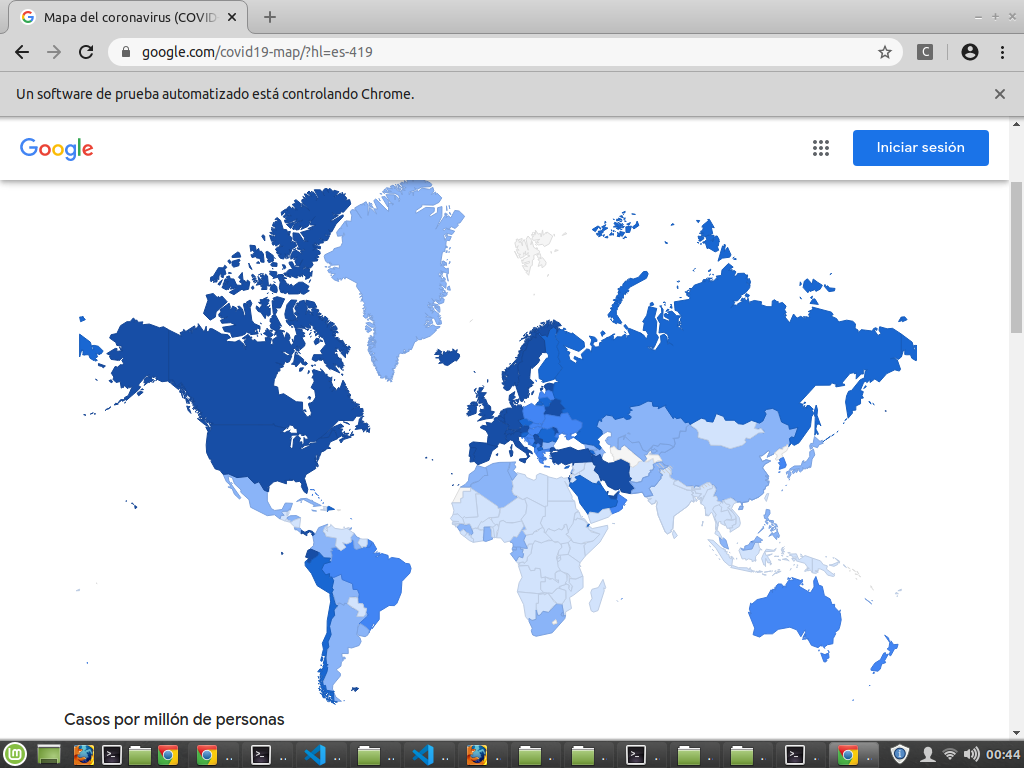 Mapa del coronavirus (COVID
google.com/covid19-map/?hl=es-419
C
Un software de prueba automatizado está controlando Chrome.
Google
Iniciar sesión
Casos por millón de personas
00:44